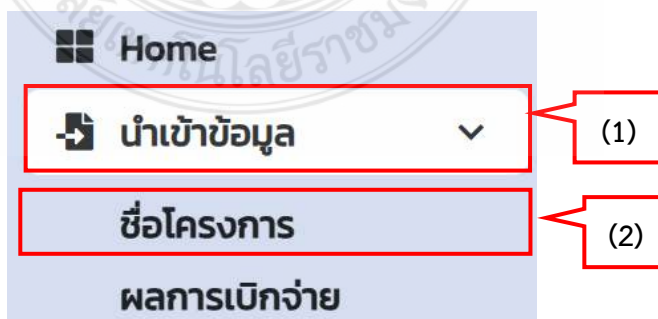 Home
นำเข้าข้อมูล
(1)
ชื่อโครงการ
(2)
ผลการเบิกจ่าย